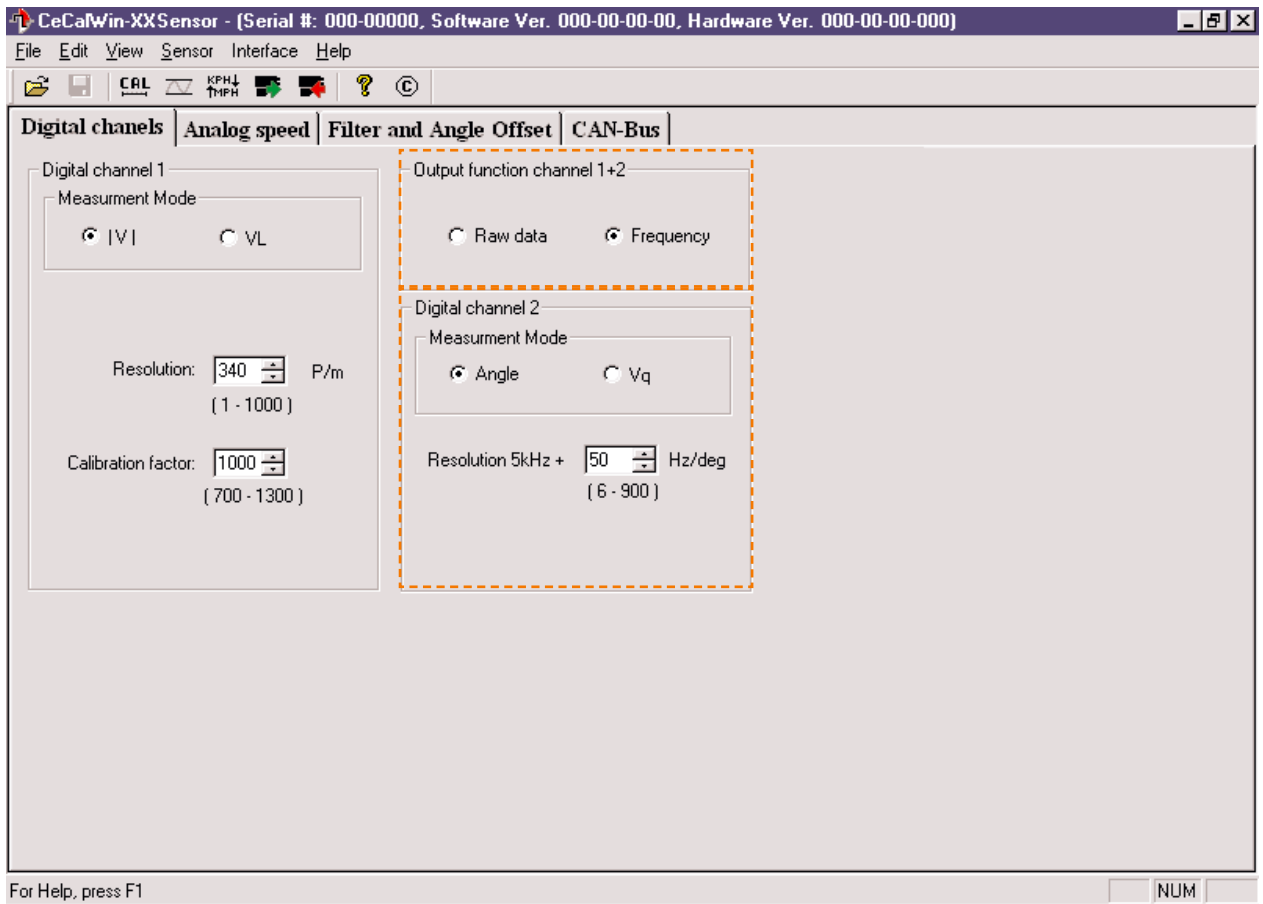 CeCalWin-XXSensor - (Serial #: 000-00000, Software Ver. 000-00-00-00, Hardware Ver. 000-00-00-000)
File Edit View Sensor Interface Help
CAL KPH MPH ? ©
Digital chanels Analog speed Filter and Angle Offset CAN-Bus
Digital channel 1
Measurment Mode
|V| VL
Resolution: 340 P/m
( 1 - 1000 )
Calibration factor: 1000
( 700 - 1300 )
Output function channel 1+2
Raw data Frequency
Digital channel 2
Measurment Mode
Angle Vq
Resolution 5kHz + 50 Hz/deg
( 6 - 900 )
For Help, press F1 NUM